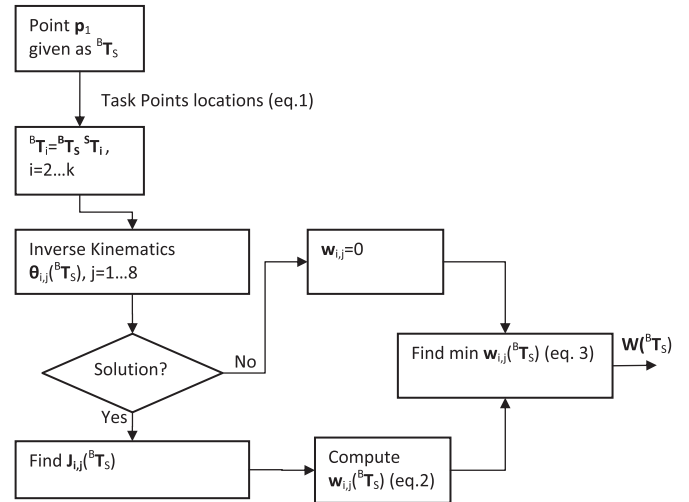 Point p₁
given as ᴮTₛ
Task Points locations (eq.1)
ᴮTᵢ=ᴮTₛ ˢTᵢ ,
i=2...k
Inverse Kinematics
θᵢ,ⱼ(ᴮTₛ), j=1...8
wᵢ,ⱼ=0
Solution?
No
Yes
Find min wᵢ,ⱼ(ᴮTₛ) (eq. 3)
W(ᴮTₛ)
Find Jᵢ,ⱼ(ᴮTₛ)
Compute
wᵢ,ⱼ(ᴮTₛ) (eq.2)